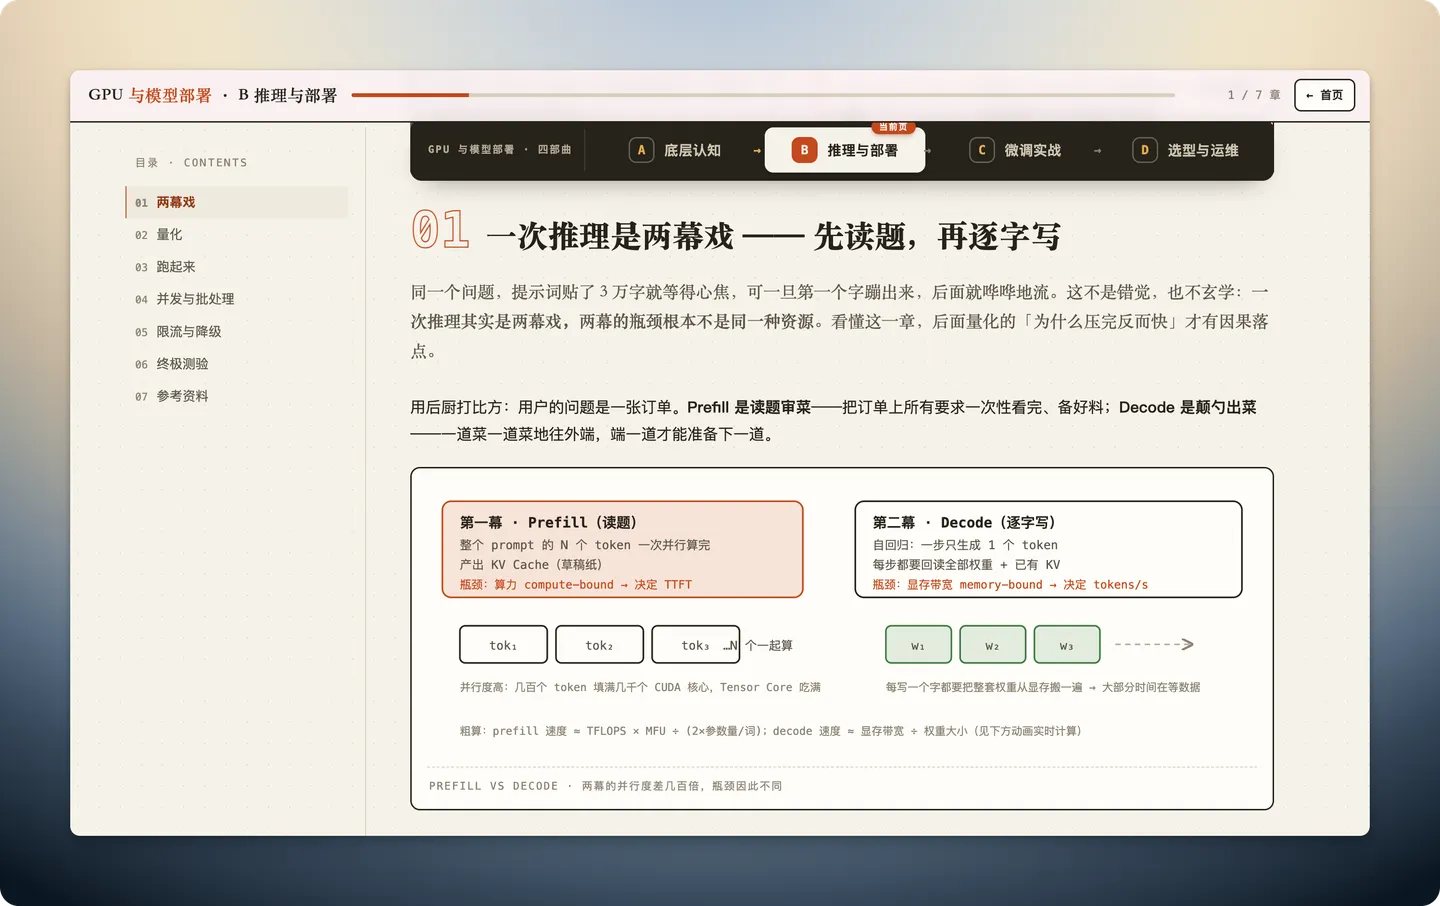 GPU 与模型部署 · B 推理与部署
1 / 7 章
← 首页
目录 · CONTENTS
01 两幕戏
02 量化
03 跑起来
04 并发与批处理
05 限流与降级
06 终极测验
07 参考资料
GPU 与模型部署 · 四部曲
A 底层认知
→
当前页
B 推理与部署
→
C 微调实战
→
D 选型与运维
01 一次推理是两幕戏 —— 先读题，再逐字写
同一个问题，提示词贴了 3 万字就等得心焦，可一旦第一个字蹦出来，后面就哗哗地流。这不是错觉，也不玄学：一
次推理其实是两幕戏，两幕的瓶颈根本不是同一种资源。看懂这一章，后面量化的「为什么压完反而快」才有因果落
点。
用后厨打比方：用户的问题是一张订单。Prefill 是读题审菜——把订单上所有要求一次性看完、备好料；Decode 是颠勺出菜
——一道菜一道菜地往外端，端一道才能准备下一道。
第一幕 · Prefill（读题）
整个 prompt 的 N 个 token 一次并行算完
产出 KV Cache（草稿纸）
瓶颈：算力 compute-bound → 决定 TTFT
第二幕 · Decode（逐字写）
自回归：一步只生成 1 个 token
每步都要回读全部权重 + 已有 KV
瓶颈：显存带宽 memory-bound → 决定 tokens/s
tok₁
tok₂
tok₃
…N 个一起算
w₁
w₂
w₃
并行度高：几百个 token 填满几千个 CUDA 核心，Tensor Core 吃满
每写一个字都要把整套权重从显存搬一遍 → 大部分时间在等数据
粗算：prefill 速度 ≈ TFLOPS × MFU ÷ (2×参数量/词)；decode 速度 ≈ 显存带宽 ÷ 权重大小（见下方动画实时计算）
PREFILL VS DECODE · 两幕的并行度差几百倍，瓶颈因此不同